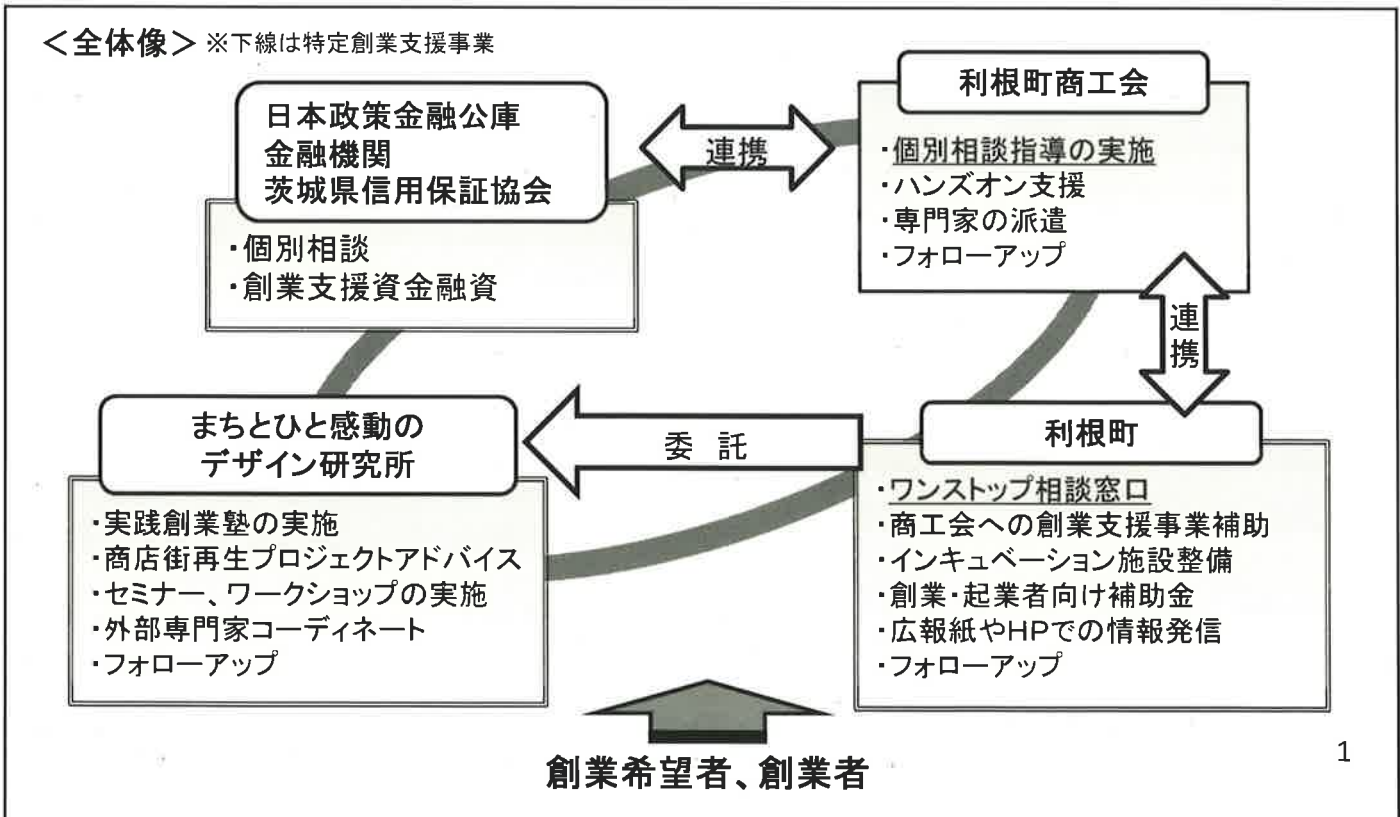 ＜全体像＞ ※下線は特定創業支援事業
日本政策金融公庫
金融機関
茨城県信用保証協会
・個別相談
・創業支援資金融資
連携
利根町商工会
・個別相談指導の実施
・ハンズオン支援
・専門家の派遣
・フォローアップ
連携
まちとひと感動の
デザイン研究所
・実践創業塾の実施
・商店街再生プロジェクトアドバイス
・セミナー、ワークショップの実施
・外部専門家コーディネート
・フォローアップ
委 託
利根町
・ワンストップ相談窓口
・商工会への創業支援事業補助
・インキュベーション施設整備
・創業・起業者向け補助金
・広報紙やHPでの情報発信
・フォローアップ
創業希望者、創業者
1